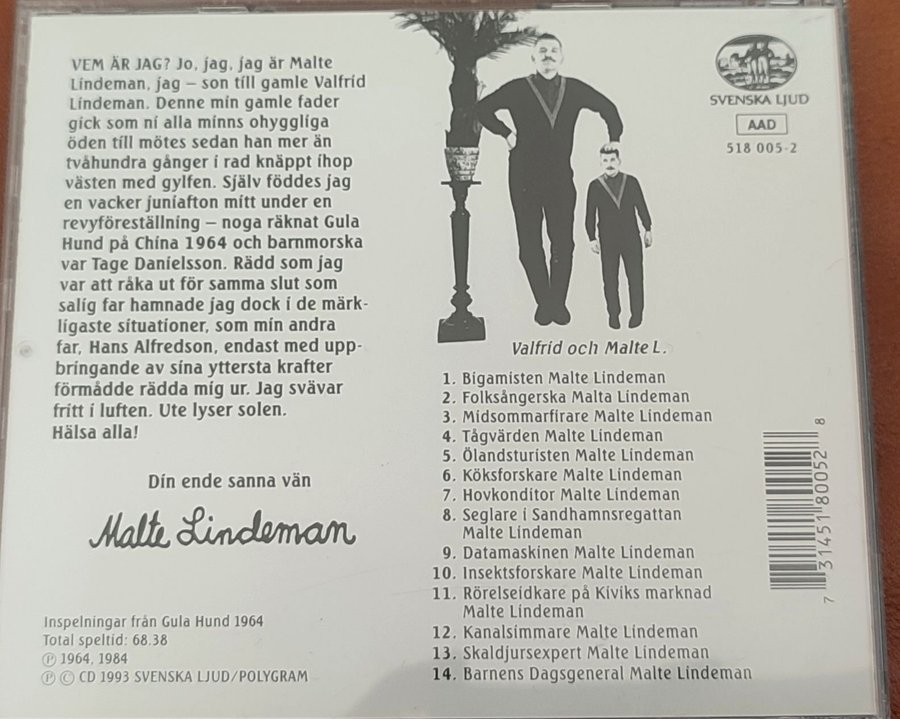 VEM ÄR JAG? Jo, jag, jag är Malte
Lindeman, jag – son till gamle Valfrid
Lindeman. Denne min gamle fader
gick som ni alla minns ohyggliga
öden till mötes sedan han mer än
tvåhundra gånger i rad knäppt ihop
västen med gylfen. Själv föddes jag
en vacker juniafton mitt under en
revyföreställning – noga räknat Gula
Hund på China 1964 och barnmorska
var Tage Danielsson. Rädd som jag
var att råka ut för samma slut som
salig far hamnade jag dock i de märk-
ligaste situationer, som min andra
far, Hans Alfredson, endast med upp-
bringande av sina yttersta krafter
förmådde rädda mig ur. Jag svävar
fritt i luften. Ute lyser solen.
Hälsa alla!
Din ende sanna vän
Malte Lindeman
Inspelningar från Gula Hund 1964
Total speltid: 68.38
Ⓟ 1964, 1984
Ⓟ © CD 1993 SVENSKA LJUD/POLYGRAM
SVENSKA LJUD
AAD
518 005-2
Valfrid och Malte L.
1. Bigamisten Malte Lindeman
2. Folksångerska Malta Lindeman
3. Midsommarfirare Malte Lindeman
4. Tågvärden Malte Lindeman
5. Ölandsturisten Malte Lindeman
6. Köksforskare Malte Lindeman
7. Hovkonditor Malte Lindeman
8. Seglare i Sandhamnsregattan
Malte Lindeman
9. Datamaskinen Malte Lindeman
10. Insektsforskare Malte Lindeman
11. Rörelseidkare på Kiviks marknad
Malte Lindeman
12. Kanalsimmare Malte Lindeman
13. Skaldjursexpert Malte Lindeman
14. Barnens Dagsgeneral Malte Lindeman
7 31451 80052 8